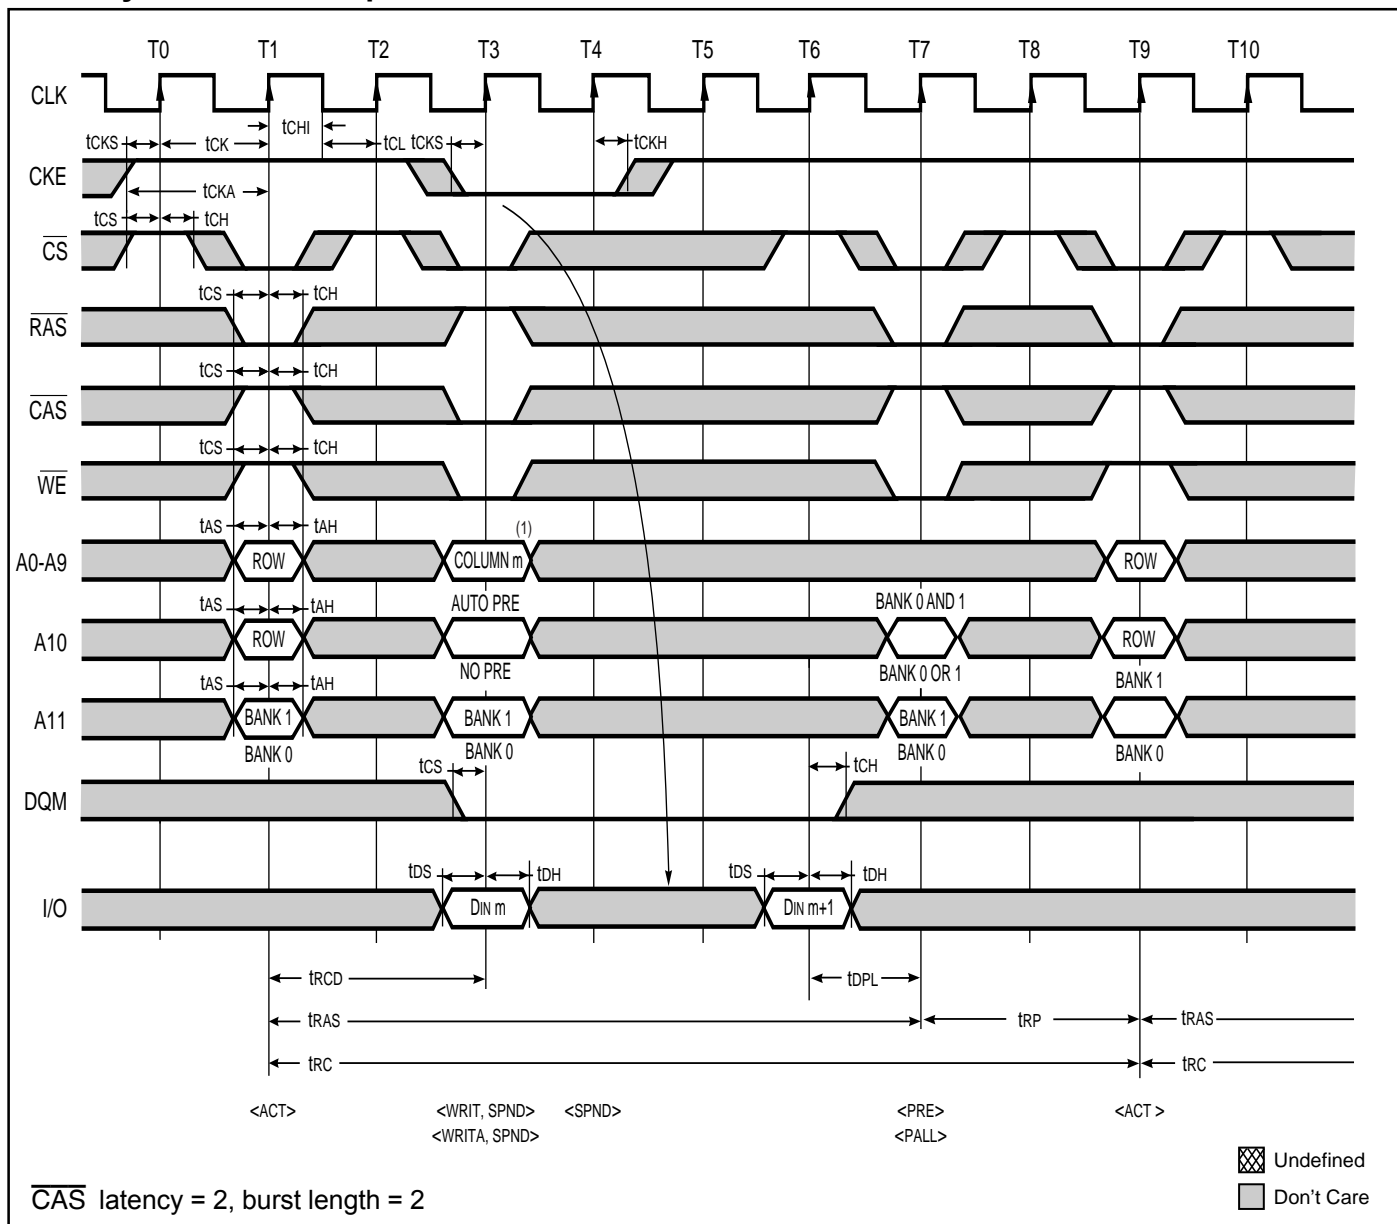 T0 T1 T2 T3 T4 T5 T6 T7 T8 T9 T10
CLK
tCHI
tCKS tCK tCL tCKS tCKH
CKE
tCKA
tCS tCH
CS
tCS tCH
RAS
tCS tCH
CAS
tCS tCH
WE
tAS tAH (1)
A0-A9 ROW COLUMN m ROW
tAS tAH AUTO PRE BANK 0 AND 1
A10 ROW ROW
NO PRE BANK 0 OR 1 BANK 1
tAS tAH
A11 BANK 1 BANK 1 BANK 1
BANK 0 BANK 0 BANK 0 BANK 0
tCS tCH
DQM
tDS tDH tDS tDH
I/O DIN m DIN m+1
tRCD tDPL
tRAS tRP tRAS
tRC tRC
<ACT> <WRIT, SPND> <SPND> <PRE> <ACT >
<WRITA, SPND> <PALL>
Undefined
CAS latency = 2, burst length = 2 Don't Care